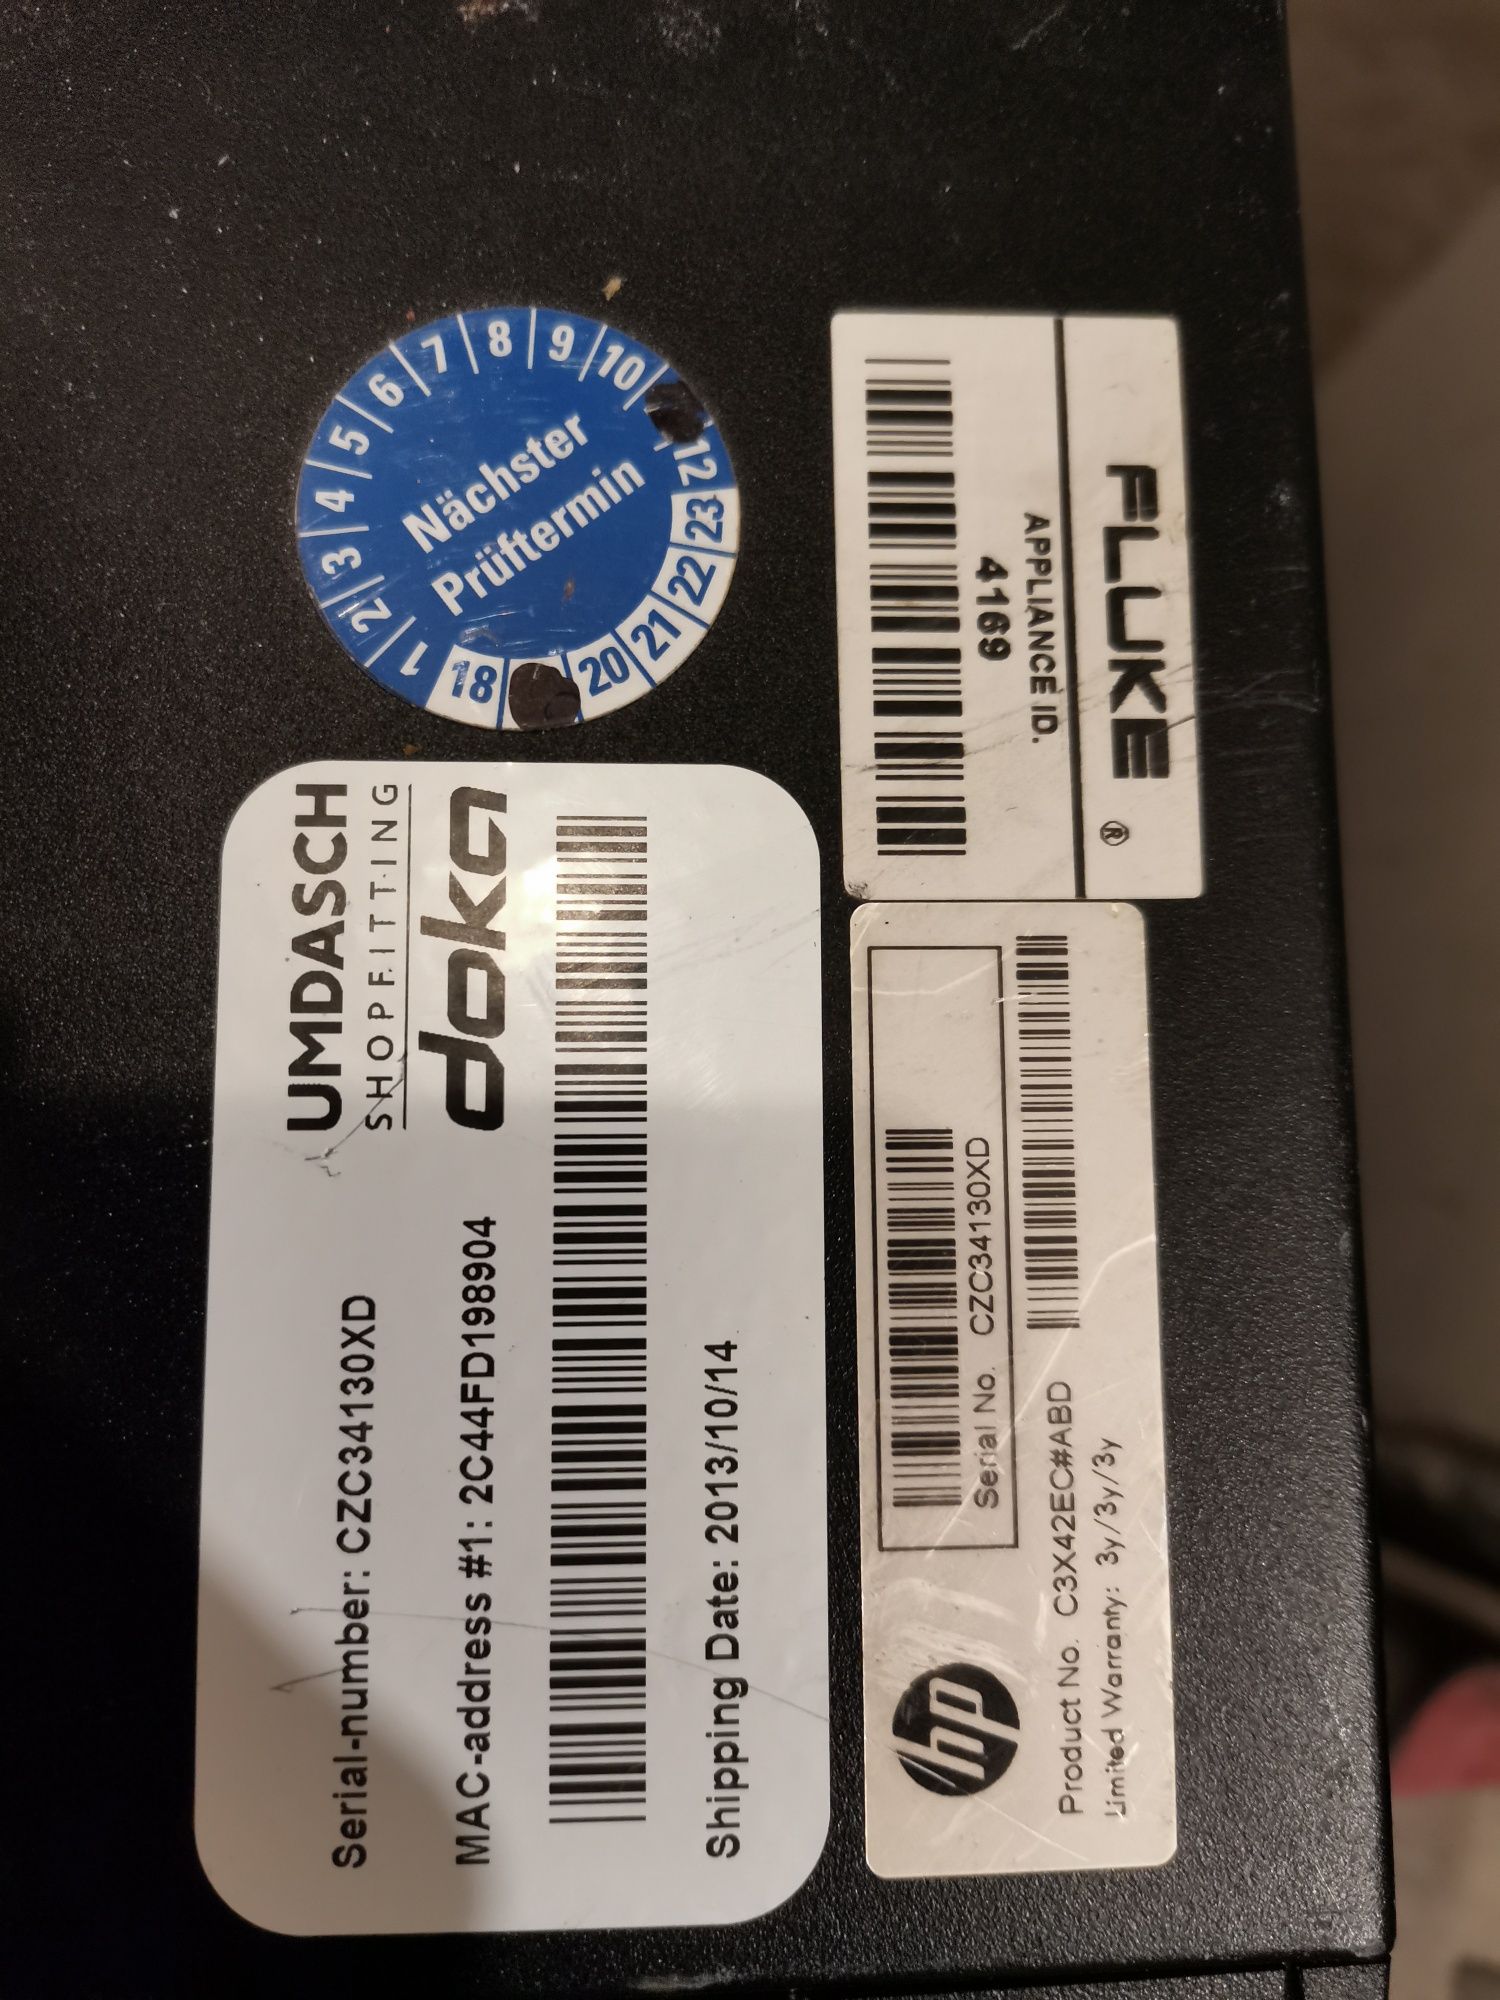 1 2 3 4 5 6 7 8 9 10 12
Nächster
Prüftermin
18 20 21 22 23
UMDASCH
SHOPFITTING
doka
Serial-number: CZC34130XD
MAC-address #1: 2C44FD198904
Shipping Date: 2013/10/14
FLUKE ®
APPLIANCE ID.
4169
hp
Serial No. CZC34130XD
Product No. C3X42EC#ABD
Limited Warranty: 3y/3y/3y